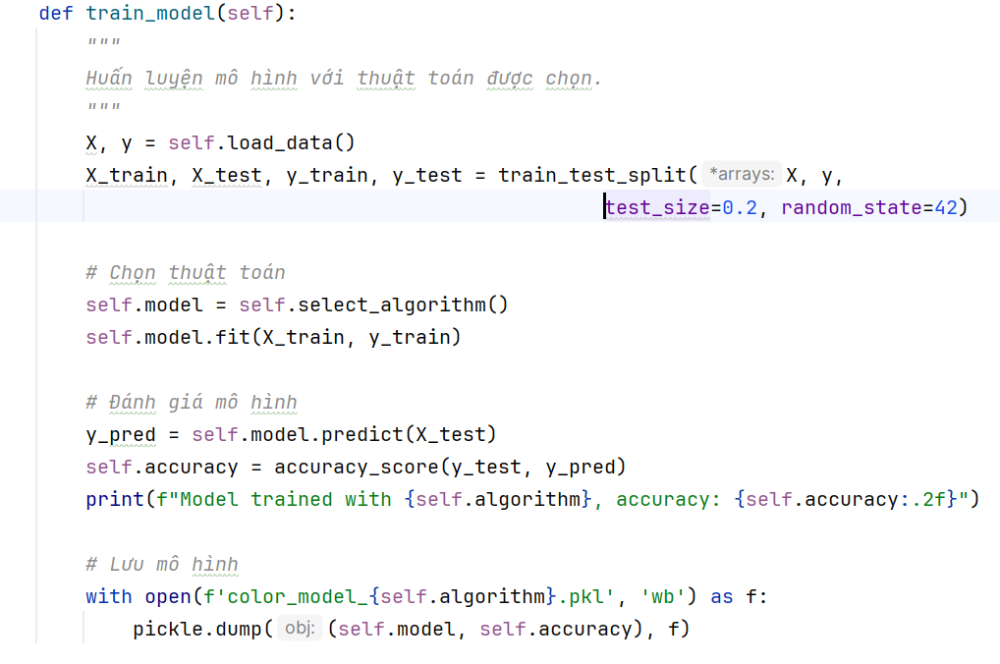 def train_model(self):
    """
    Huấn luyện mô hình với thuật toán được chọn.
    """
    X, y = self.load_data()
    X_train, X_test, y_train, y_test = train_test_split( *arrays: X, y,
                                                test_size=0.2, random_state=42)
    # Chọn thuật toán
    self.model = self.select_algorithm()
    self.model.fit(X_train, y_train)
    # Đánh giá mô hình
    y_pred = self.model.predict(X_test)
    self.accuracy = accuracy_score(y_test, y_pred)
    print(f"Model trained with {self.algorithm}, accuracy: {self.accuracy:.2f}")
    # Lưu mô hình
    with open(f'color_model_{self.algorithm}.pkl', 'wb') as f:
        pickle.dump( obj: (self.model, self.accuracy), f)